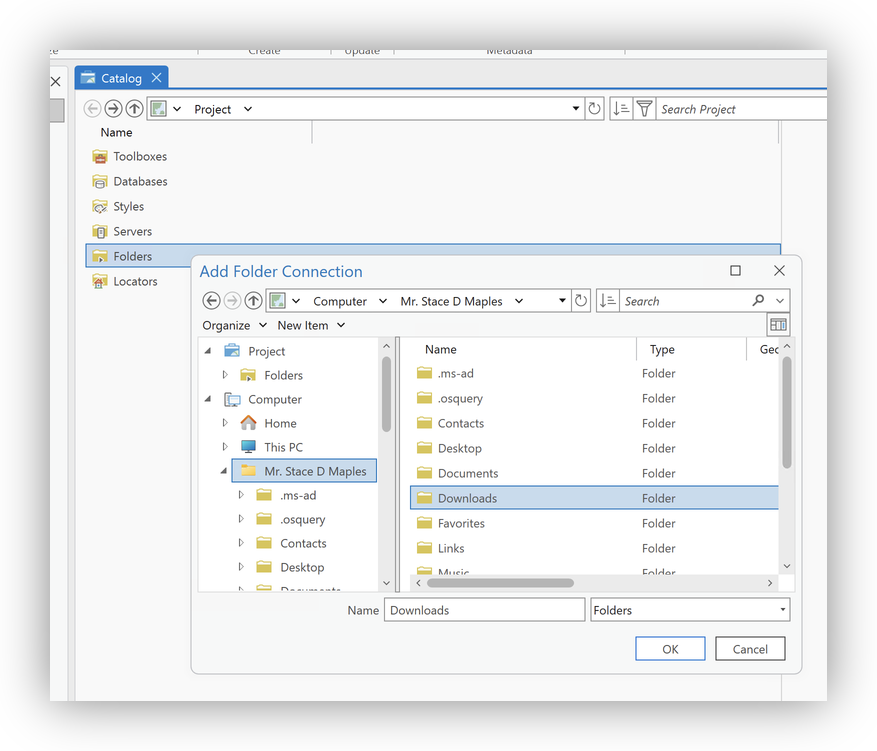 Create Update Metadata
Catalog
Project Search Project
Name
Toolboxes
Databases
Styles
Servers
Folders
Locators
Add Folder Connection
Computer Mr. Stace D Maples Search
Organize New Item
Project
Folders
Computer
Home
This PC
Mr. Stace D Maples
.ms-ad
.osquery
Contacts
Desktop
Documents
Name Type Geo
.ms-ad Folder
.osquery Folder
Contacts Folder
Desktop Folder
Documents Folder
Downloads Folder
Favorites Folder
Links Folder
Music Folder
Name Downloads Folders
OK Cancel